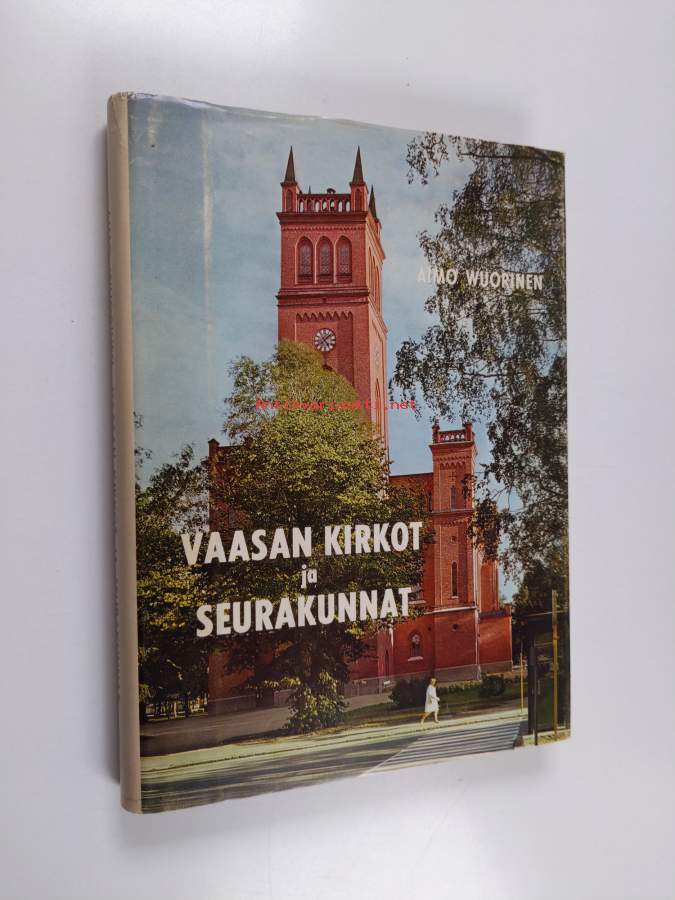 AIMO WUORINEN
Antikvariaatti.net
VAASAN KIRKOT
ja
SEURAKUNNAT